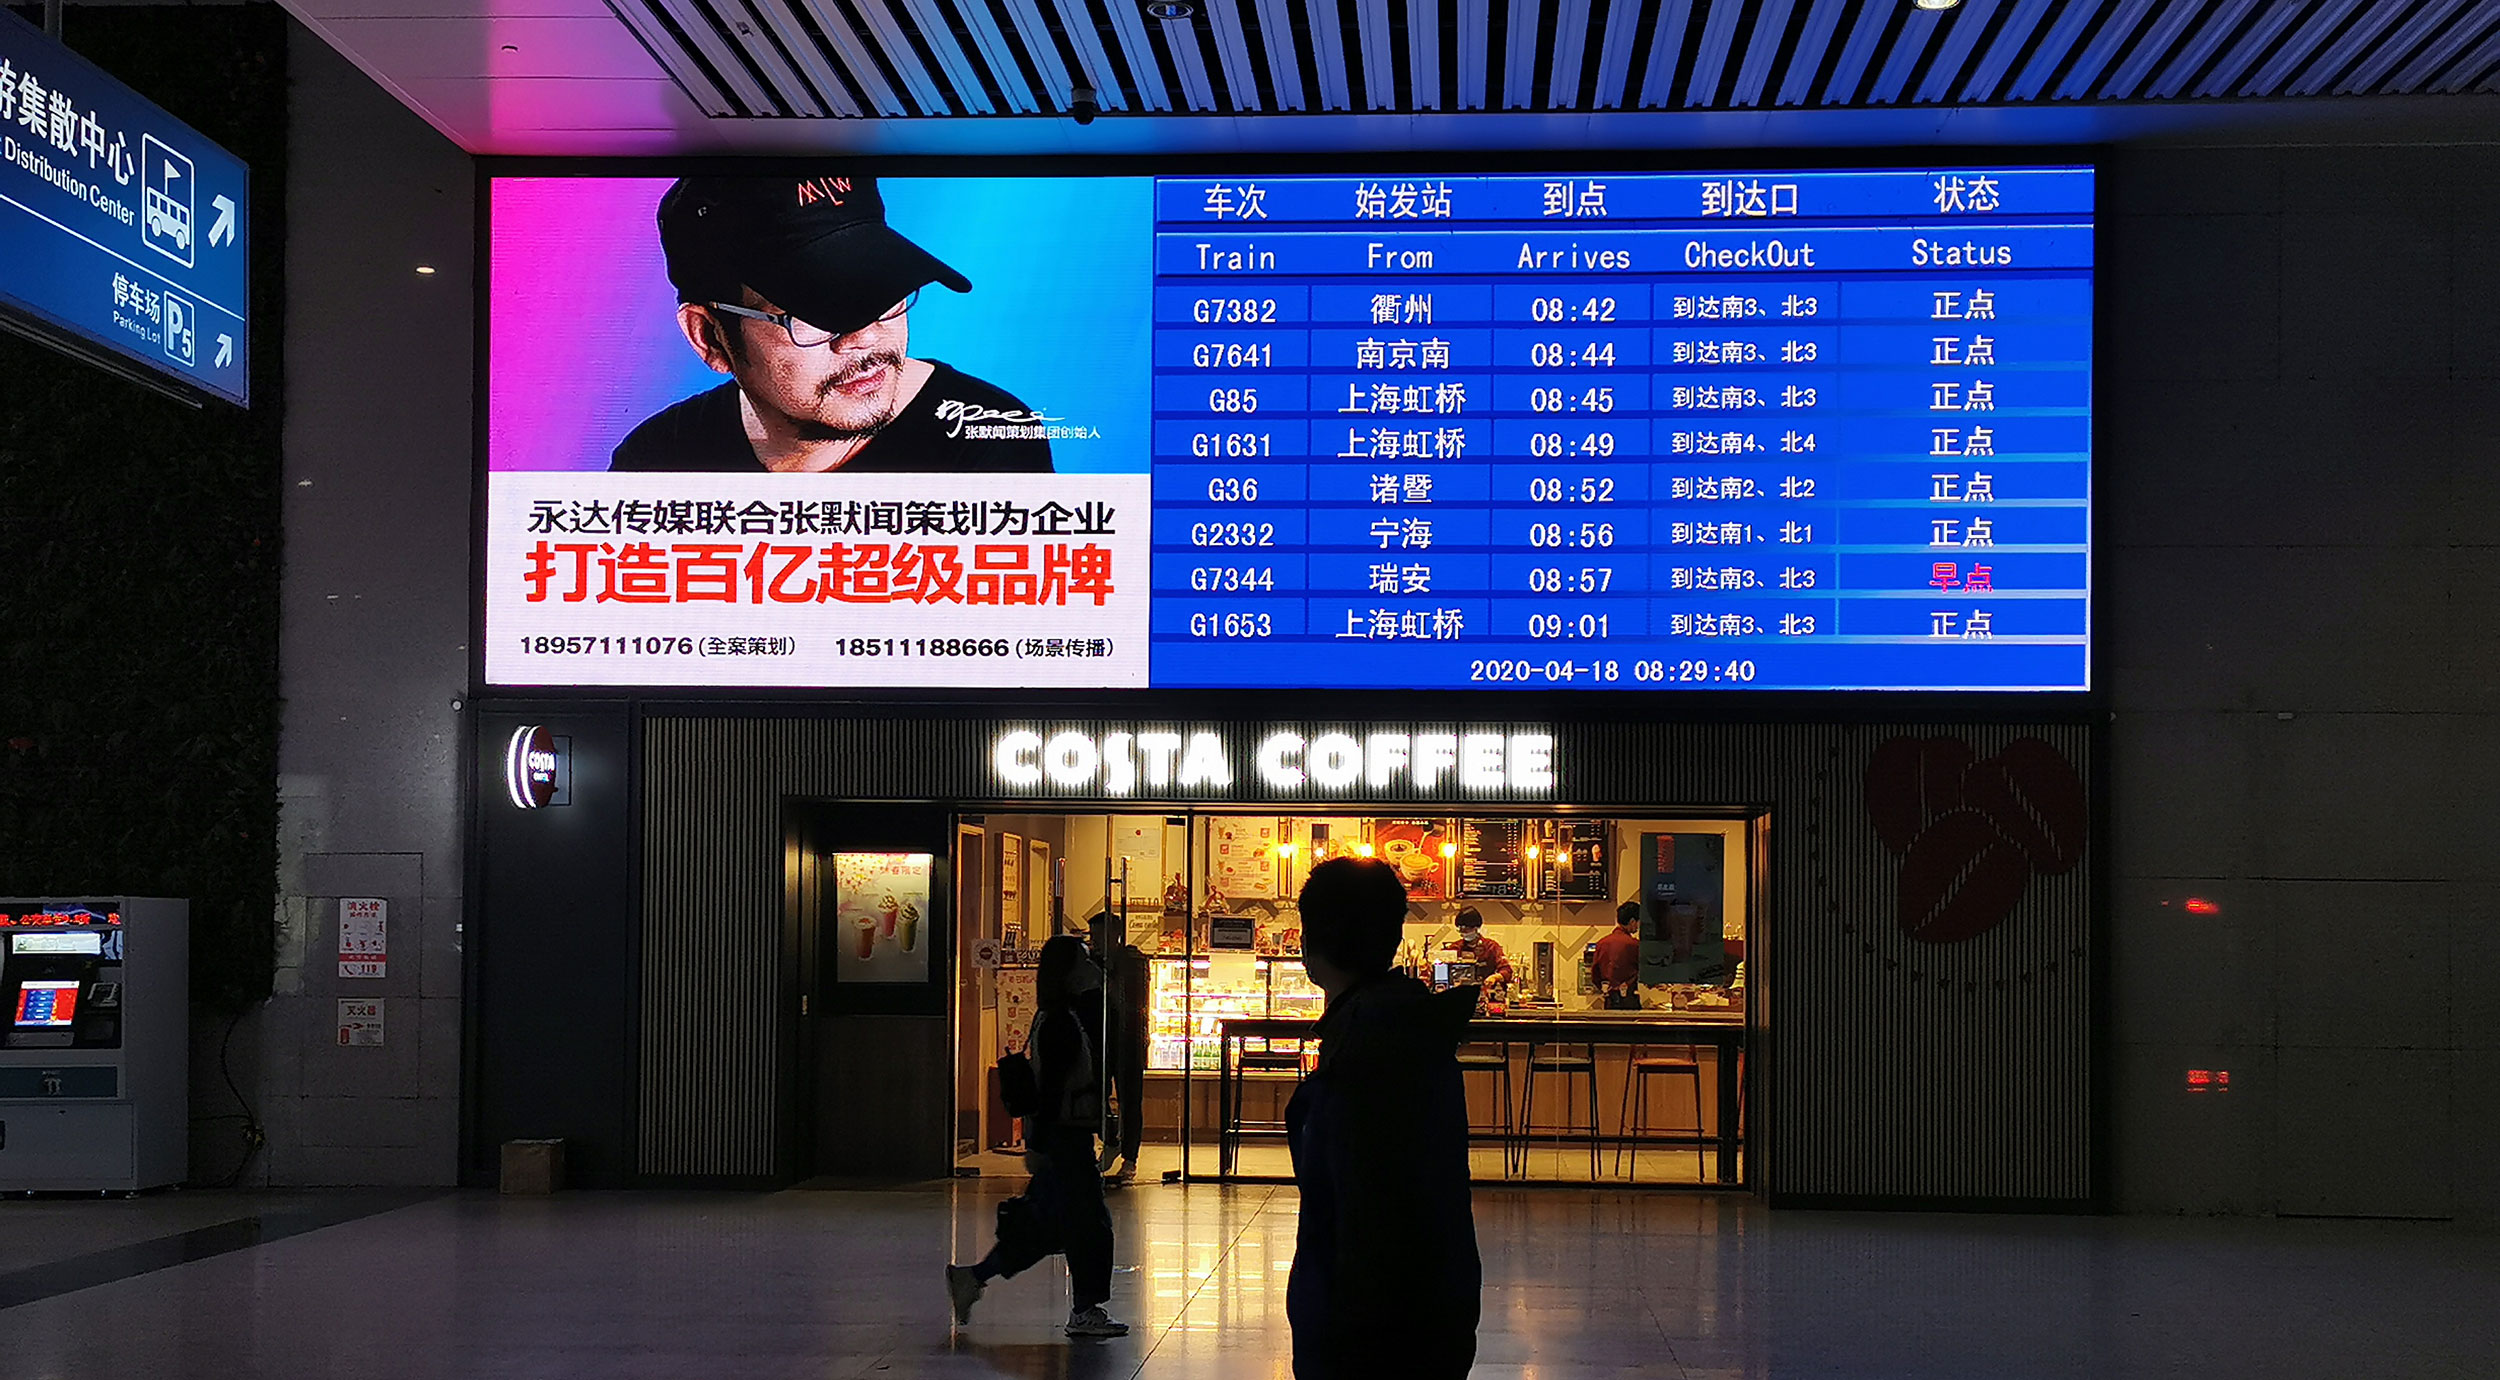 游集散中心
Distribution Center
停车场
Parking Lot
P5
MLW
张默闻策划集团创始人
永达传媒联合张默闻策划为企业
打造百亿超级品牌
18957111076(全案策划) 18511188666(场景传播)
车次 始发站 到点 到达口 状态
Train From Arrives CheckOut Status
G7382 衢州 08:42 到达南3、北3 正点
G7641 南京南 08:44 到达南3、北3 正点
G85 上海虹桥 08:45 到达南3、北3 正点
G1631 上海虹桥 08:49 到达南4、北4 正点
G36 诸暨 08:52 到达南2、北2 正点
G2332 宁海 08:56 到达南1、北1 正点
G7344 瑞安 08:57 到达南3、北3 早点
G1653 上海虹桥 09:01 到达南3、北3 正点
2020-04-18 08:29:40
COSTA
COSTA COFFEE
消火栓
119
灭火器